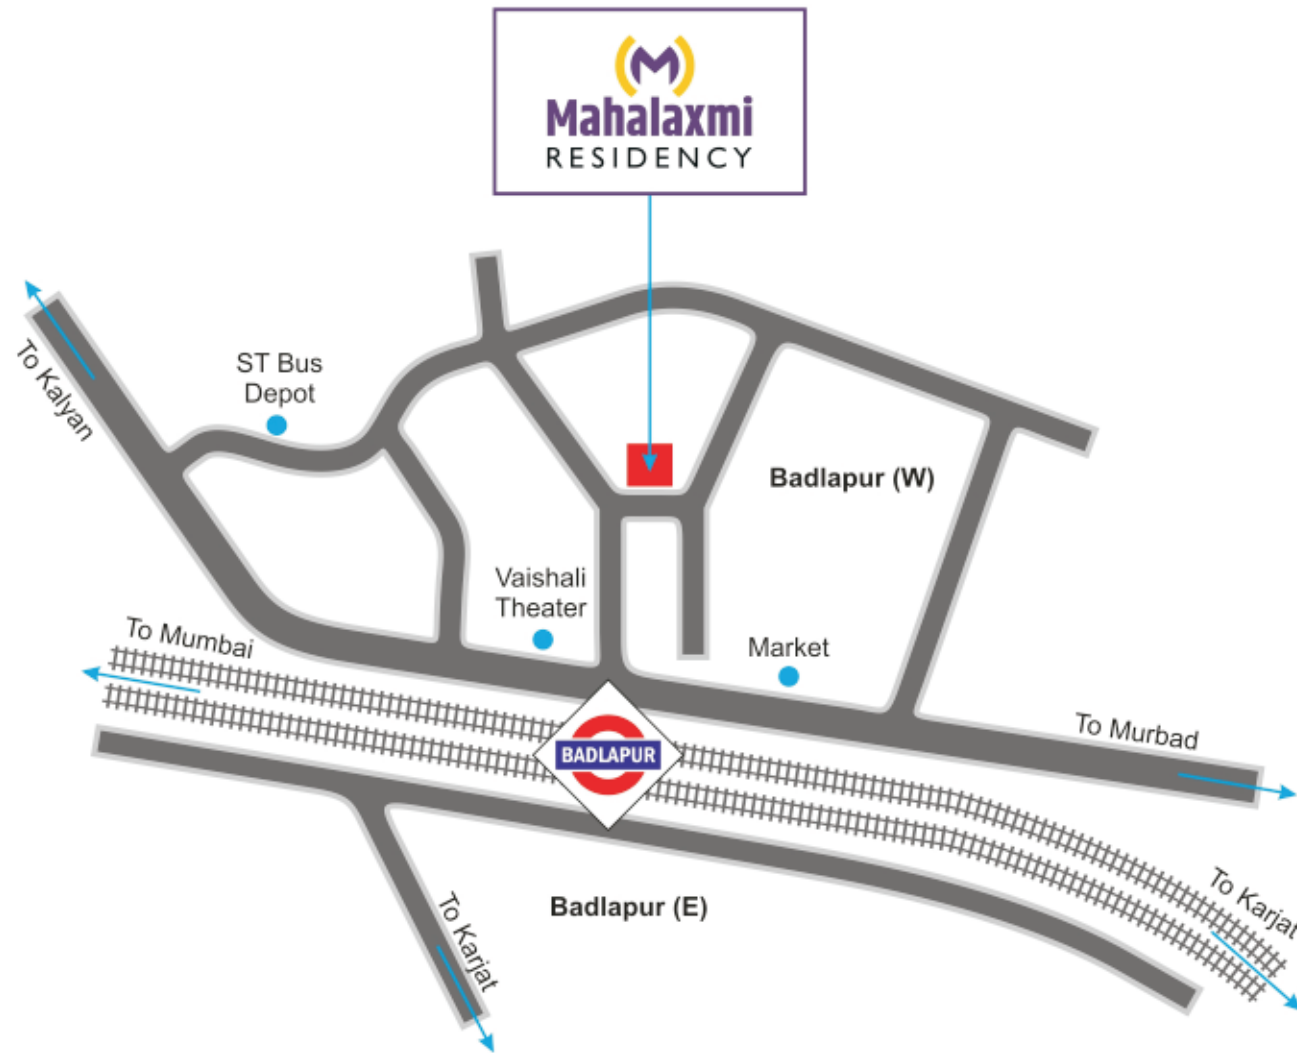 Mahalaxmi
RESIDENCY
To Kalyan
ST Bus
Depot
Badlapur (W)
Vaishali
Theater
To Mumbai
Market
To Murbad
BADLAPUR
To Karjat
Badlapur (E)
To Karjat